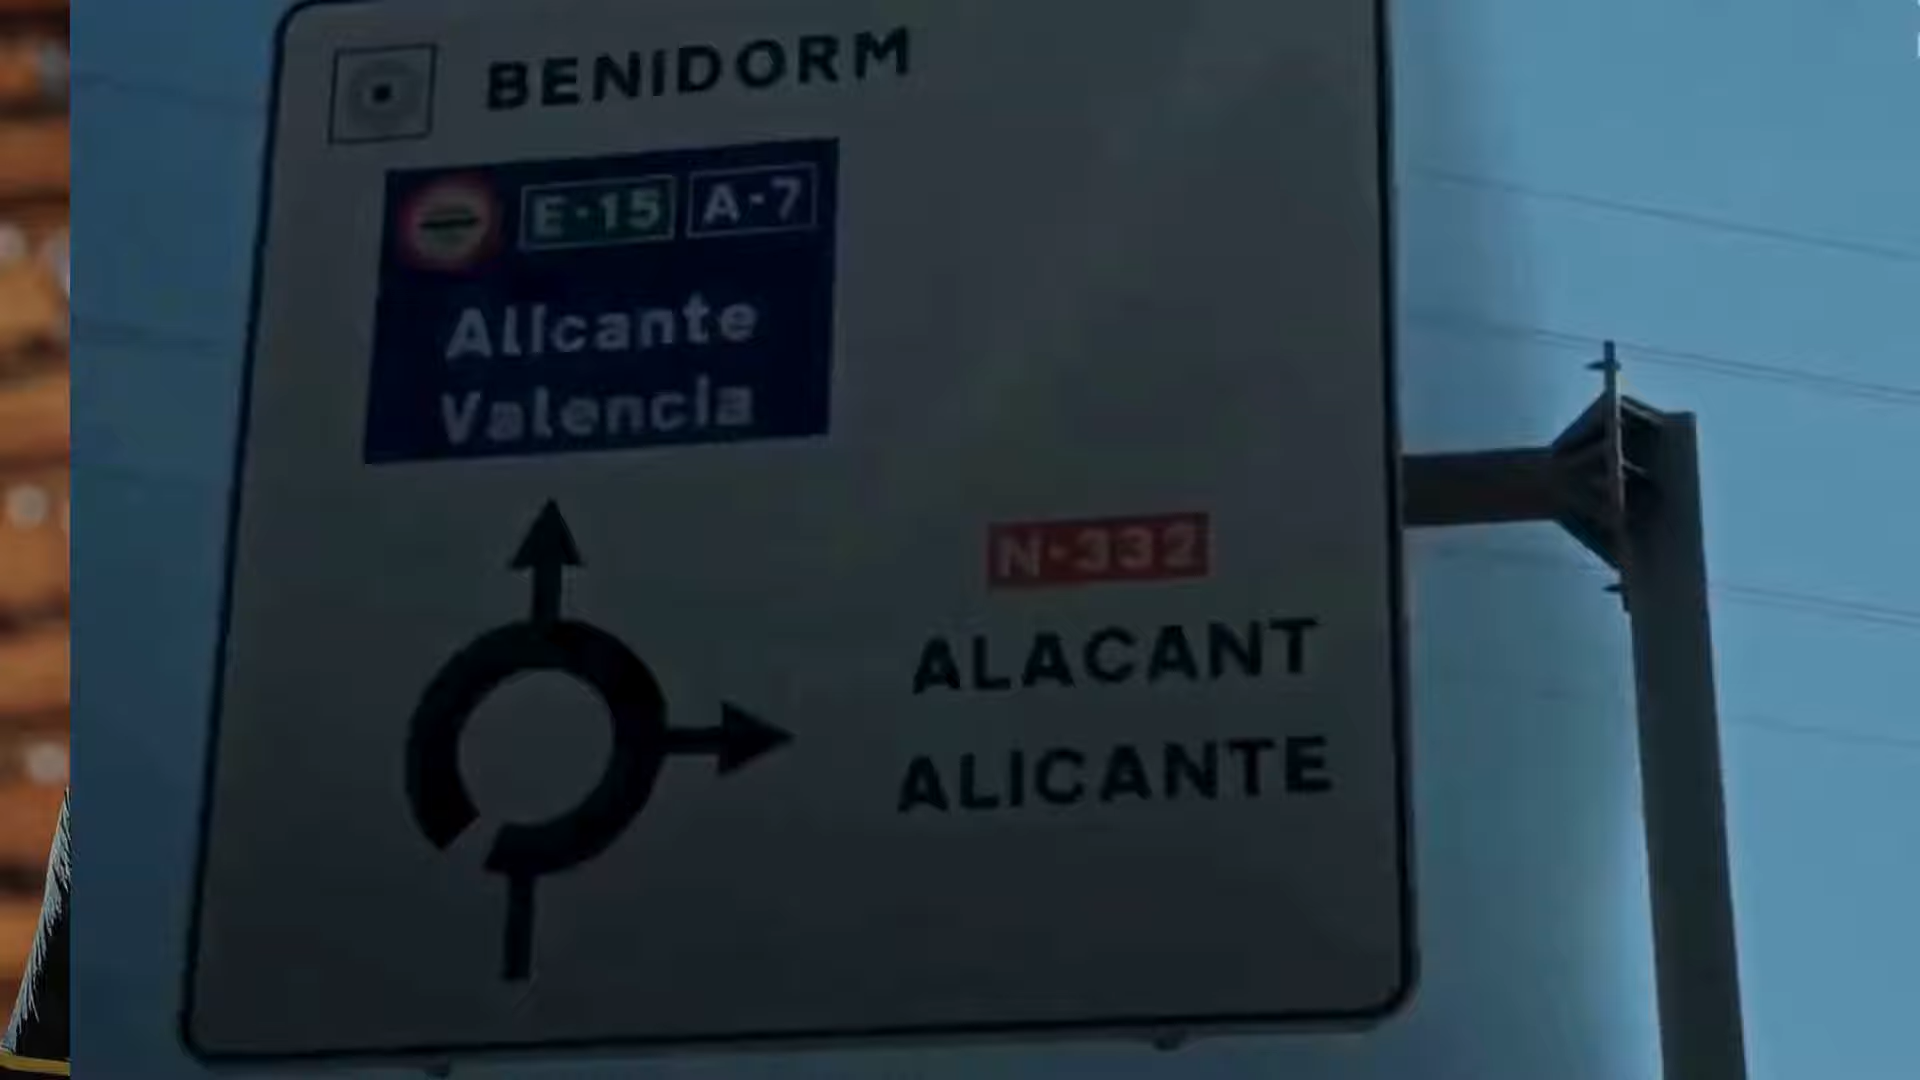 BENIDORM
E-15 A-7
Alicante
Valencia
N-332
ALACANT
ALICANTE